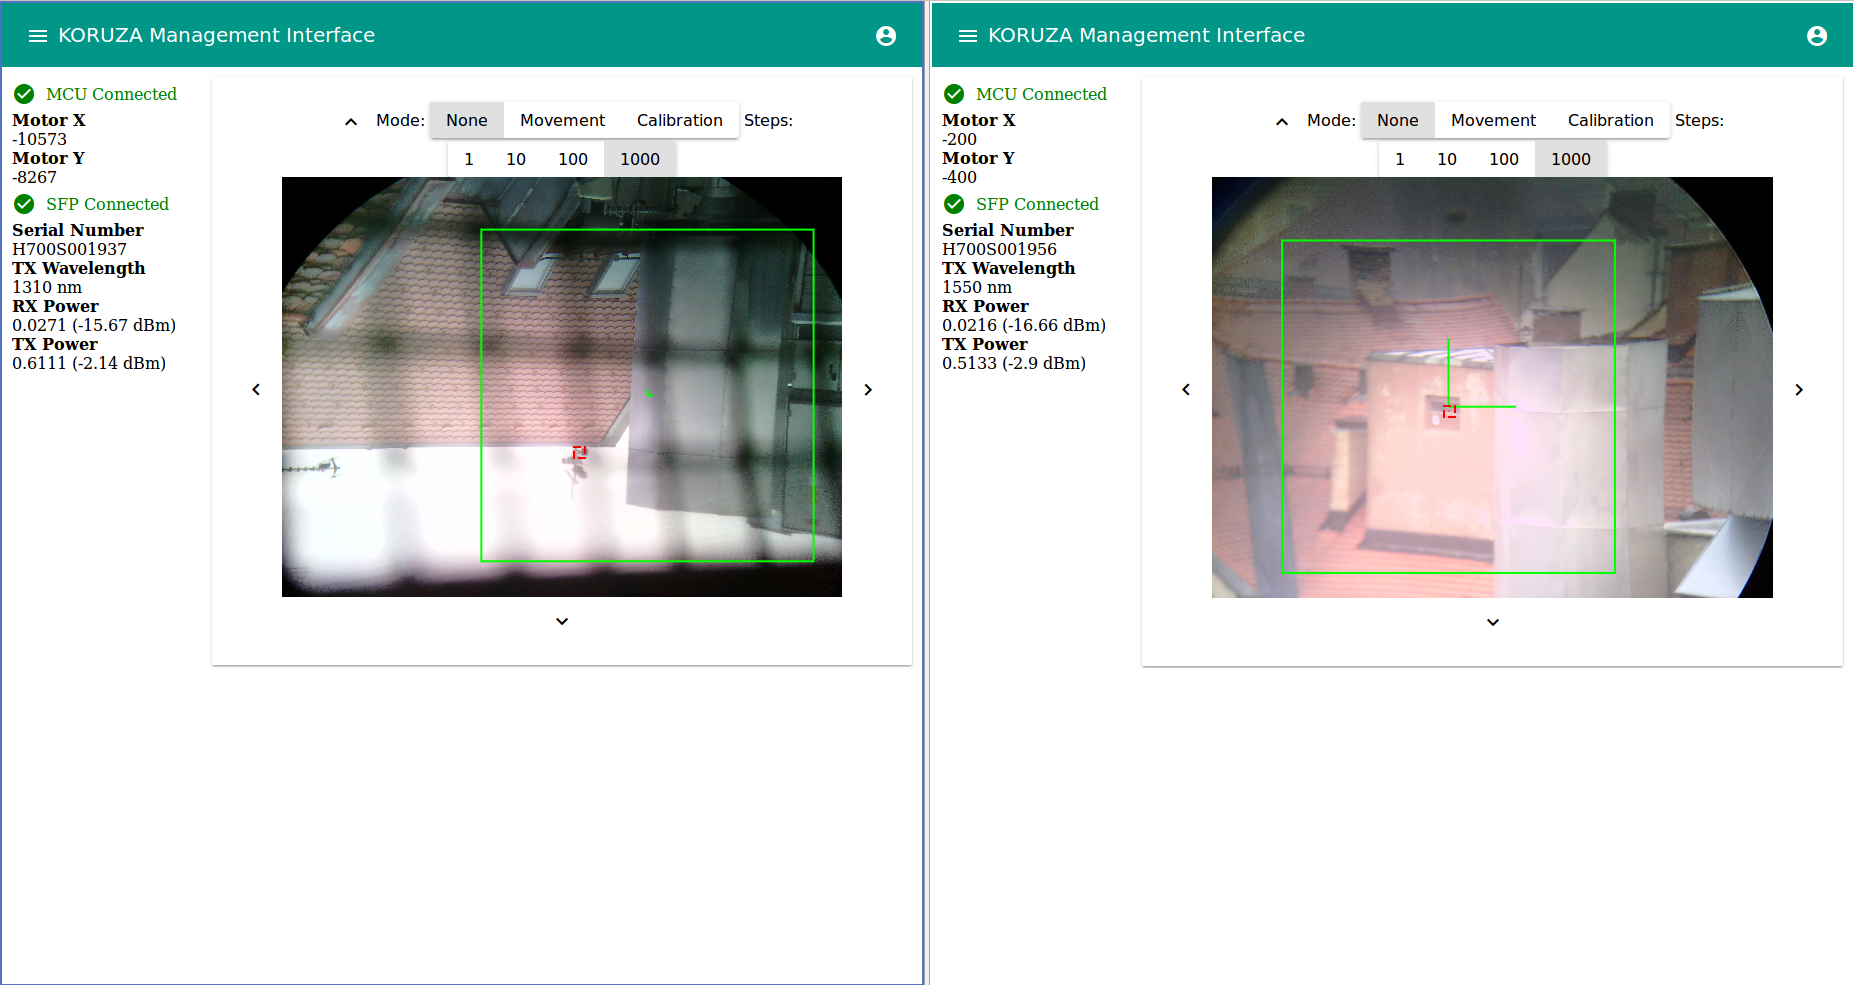 KORUZA Management Interface
MCU Connected
Motor X
-10573
Motor Y
-8267
SFP Connected
Serial Number
H700S001937
TX Wavelength
1310 nm
RX Power
0.0271 (-15.67 dBm)
TX Power
0.6111 (-2.14 dBm)
Mode: None Movement Calibration Steps:
1 10 100 1000
KORUZA Management Interface
MCU Connected
Motor X
-200
Motor Y
-400
SFP Connected
Serial Number
H700S001956
TX Wavelength
1550 nm
RX Power
0.0216 (-16.66 dBm)
TX Power
0.5133 (-2.9 dBm)
Mode: None Movement Calibration Steps:
1 10 100 1000